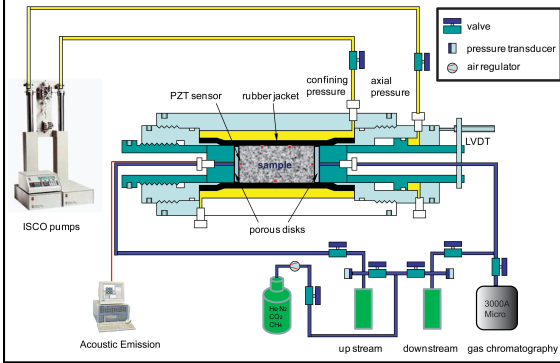 valve
pressure transducer
air regulator
confining
pressure
axial
pressure
PZT sensor
rubber jacket
LVDT
sample
ISCO pumps
porous disks
He N2
CO2
CH4
3000A
Micro
up stream
downstream
gas chromatography
Acoustic Emission